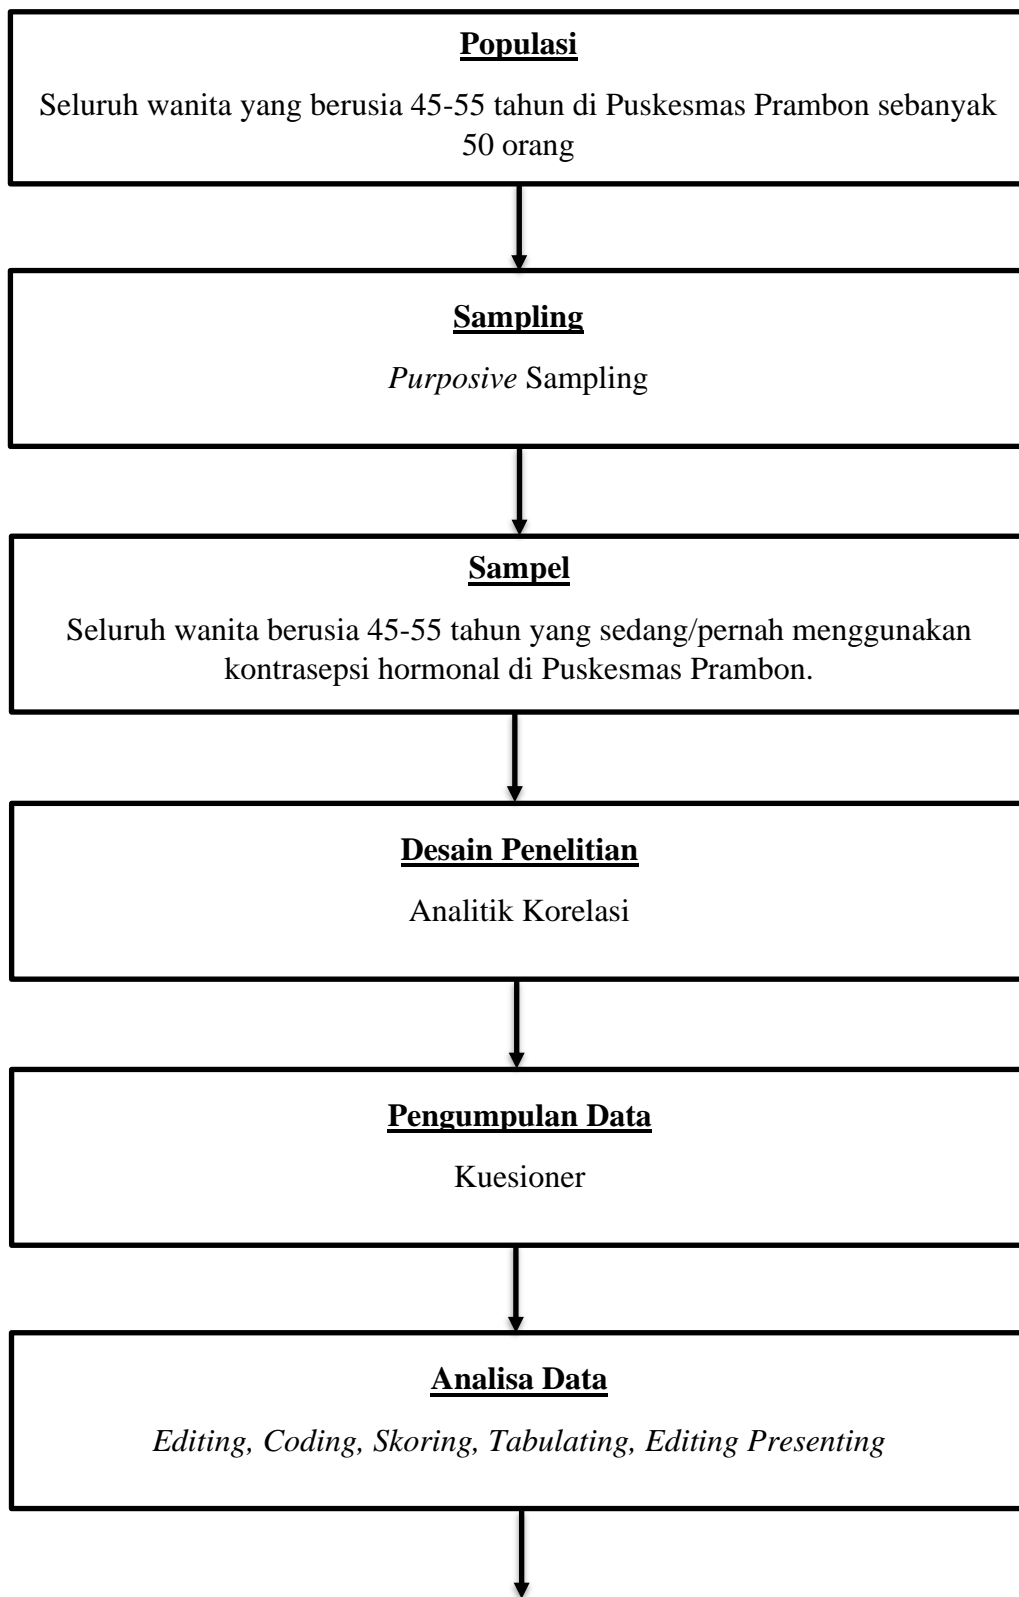 Populasi
Seluruh wanita yang berusia 45-55 tahun di Puskesmas Prambon sebanyak
50 orang
Sampling
Purposive Sampling
Sampel
Seluruh wanita berusia 45-55 tahun yang sedang/pernah menggunakan
kontrasepsi hormonal di Puskesmas Prambon.
Desain Penelitian
Analitik Korelasi
Pengumpulan Data
Kuesioner
Analisa Data
Editing, Coding, Skoring, Tabulating, Editing Presenting